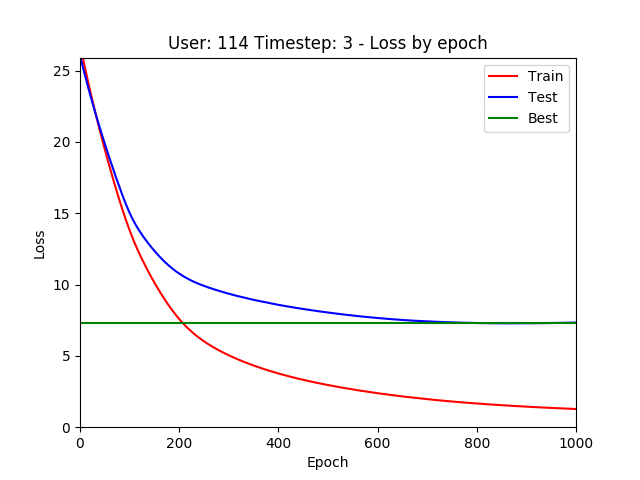 User: 114 Timestep: 3 - Loss by epoch
Train
Test
Best
Loss
25
20
15
10
5
0
0 200 400 600 800 1000
Epoch